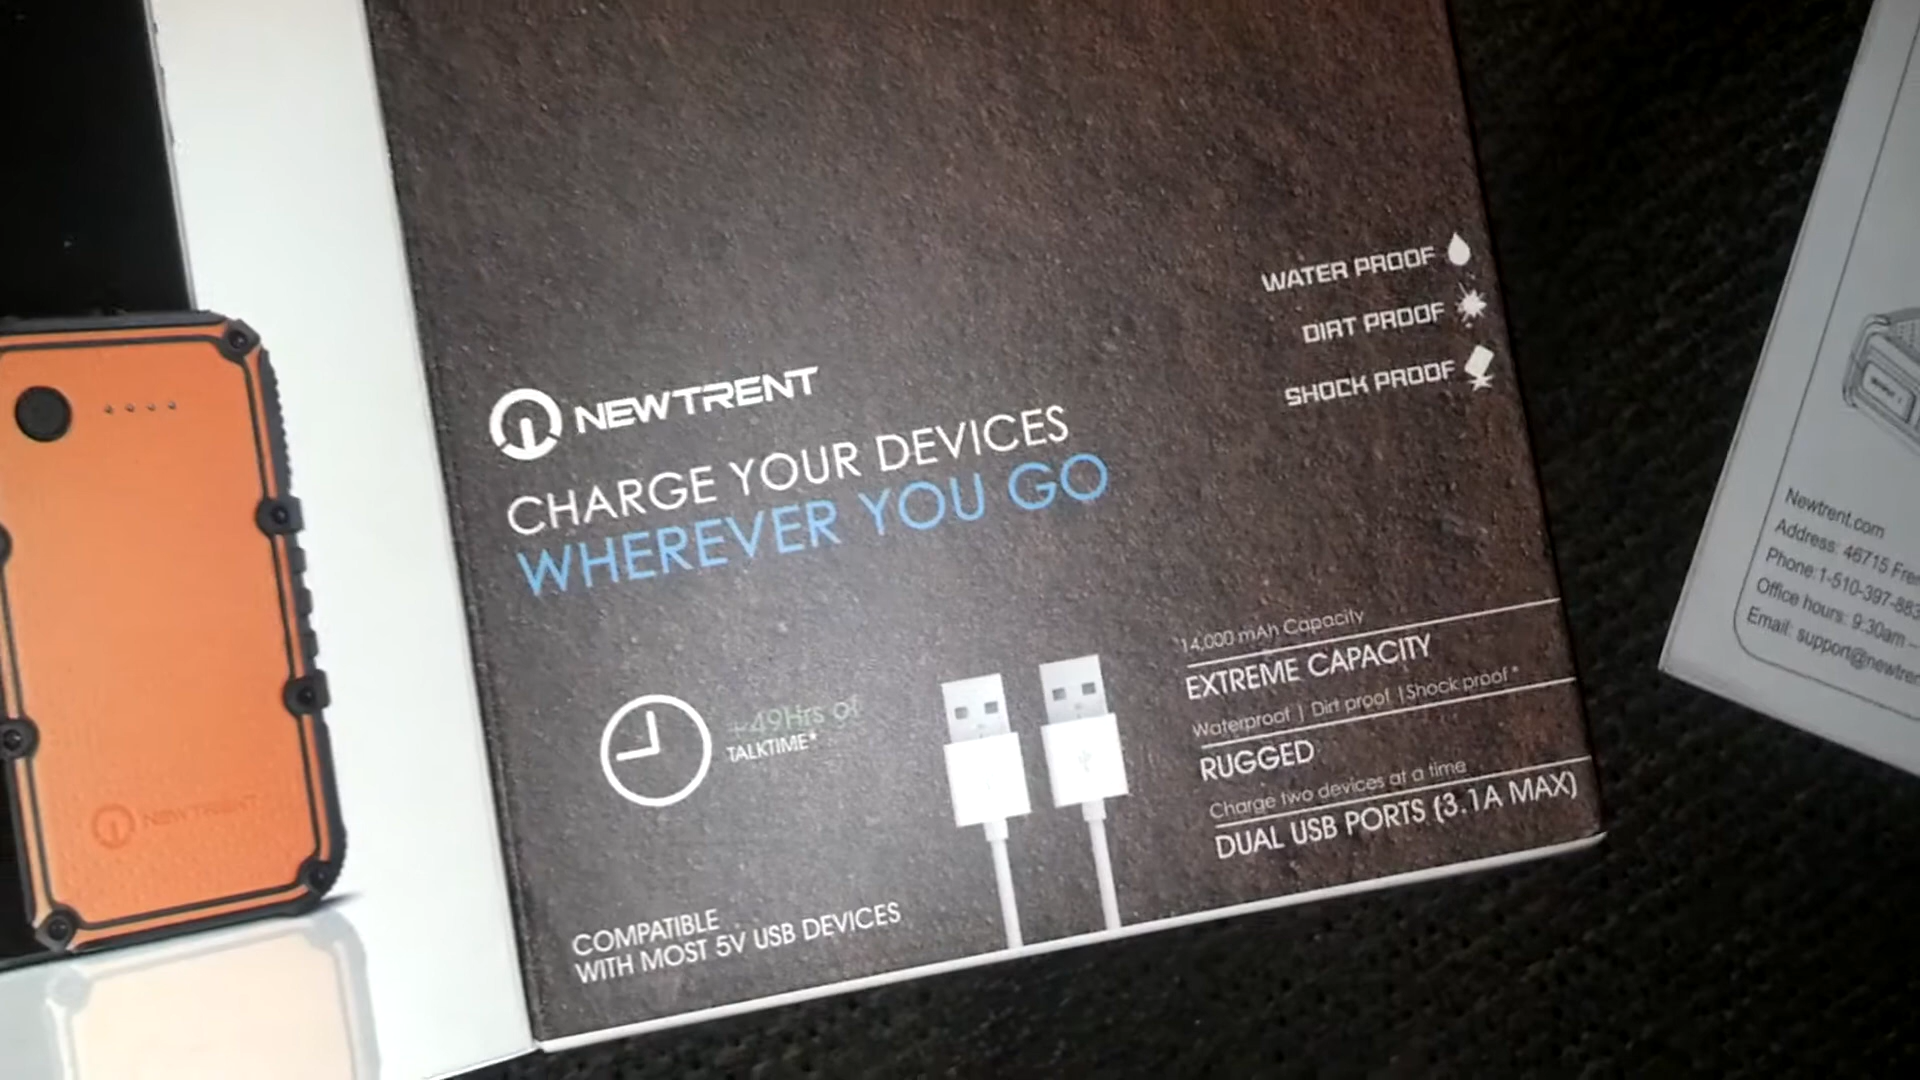 NEWTRENT
CHARGE YOUR DEVICES
WHEREVER YOU GO
WATER PROOF
DIRT PROOF
SHOCK PROOF
+49Hrs of
TALKTIME*
14,000 mAh Capacity
EXTREME CAPACITY
Waterproof | Dirt proof | Shock proof*
RUGGED
Charge two devices at a time
DUAL USB PORTS (3.1A MAX)
COMPATIBLE
WITH MOST 5V USB DEVICES
NEWTRENT
Newtrent.com
Address: 46715
Phone:1-510-397-883
Office hours: 9:30am –
Email: support@newtren